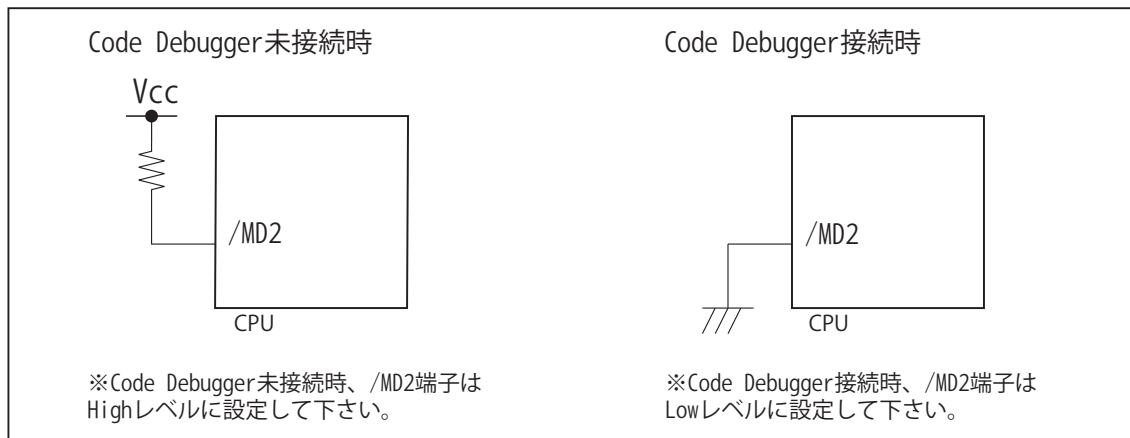 Code Debugger未接続時
Vcc
/MD2
CPU
※Code Debugger未接続時、/MD2端子は
Highレベルに設定して下さい。
Code Debugger接続時
/MD2
CPU
※Code Debugger接続時、/MD2端子は
Lowレベルに設定して下さい。